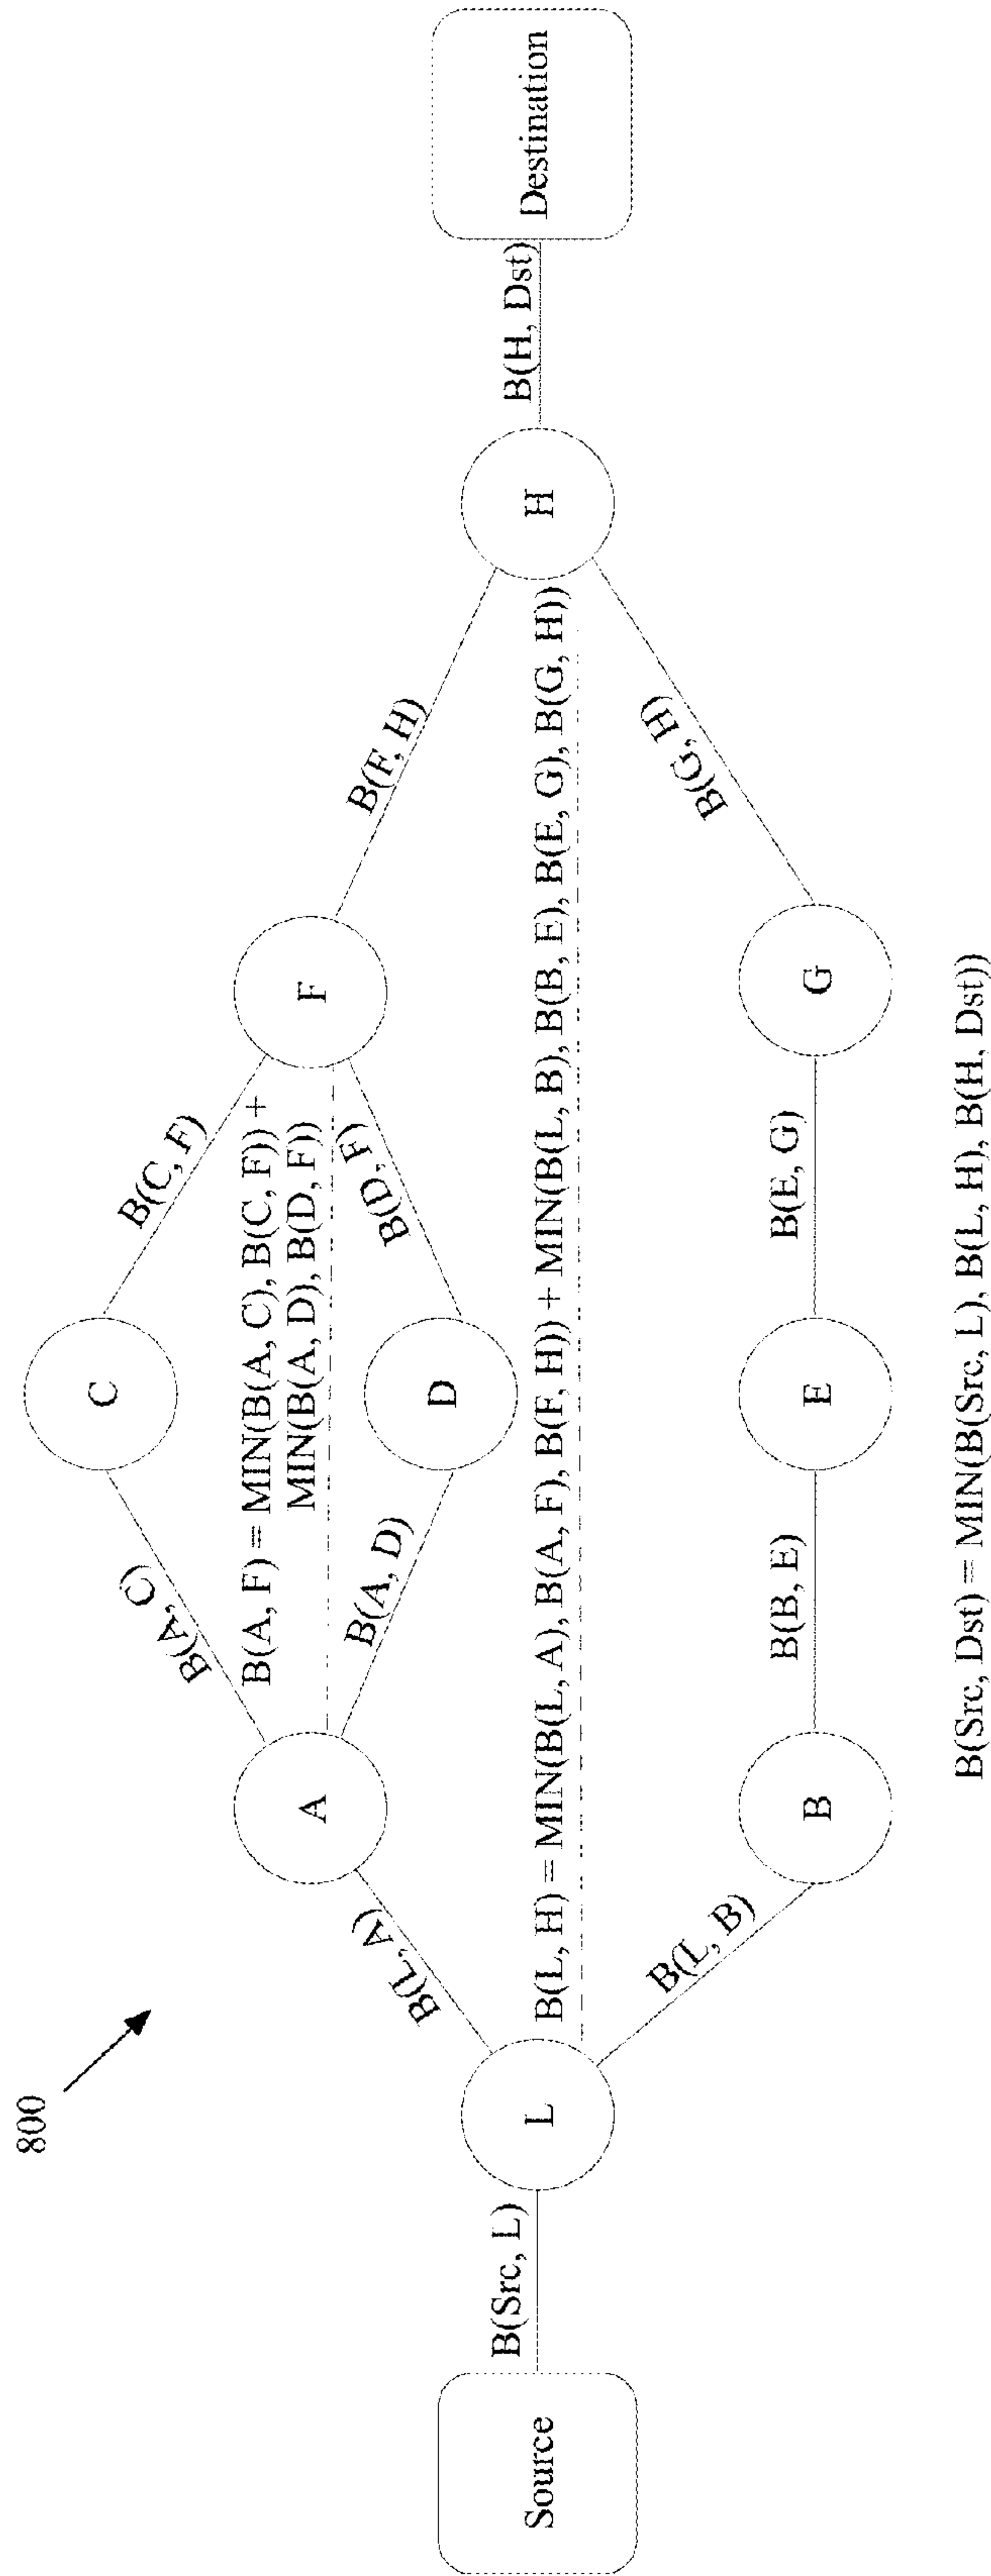 800
C
B(A, C)
B(C, F)
B(A, F) = MIN(B(A, C), B(C, F)) +
MIN(B(A, D), B(D, F))
A
F
B(A, D)
B(D, F)
D
B(L, A)
B(F, H)
Source
B(Src, L)
L
B(L, H) = MIN(B(L, A), B(A, F), B(F, H)) + MIN(B(L, B), B(B, E), B(E, G), B(G, H))
H
B(H, Dst)
Destination
B(L, B)
B(G, H)
B
B(B, E)
E
B(E, G)
G
B(Src, Dst) = MIN(B(Src, L), B(L, H), B(H, Dst))